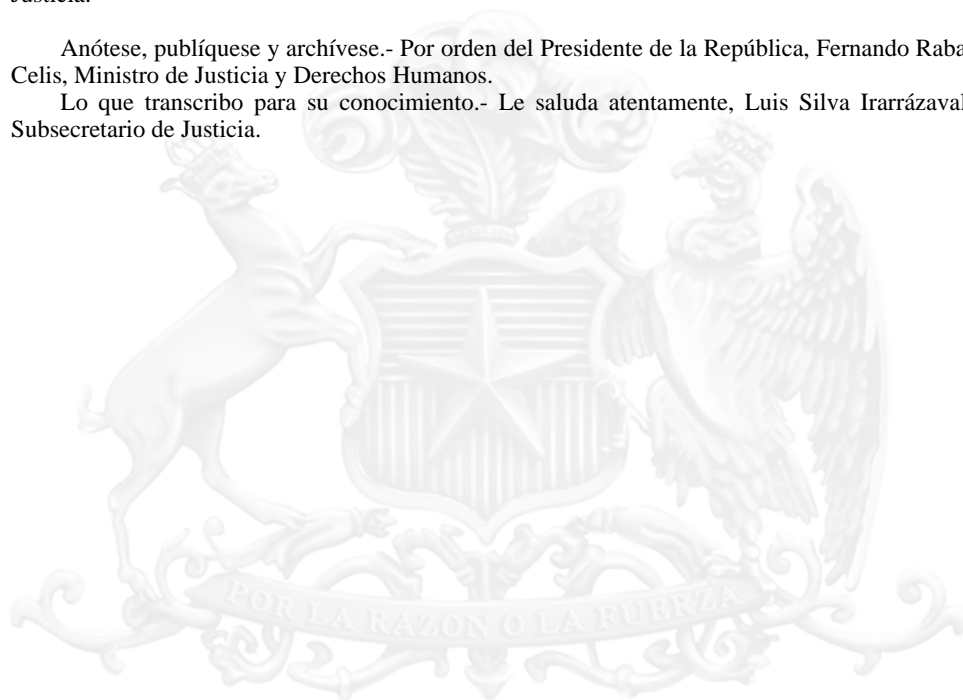 Justicia.
Anótese, publíquese y archívese.- Por orden del Presidente de la República, Fernando Raba
Celis, Ministro de Justicia y Derechos Humanos.
Lo que transcribo para su conocimiento.- Le saluda atentamente, Luis Silva Irarrázaval
Subsecretario de Justicia.
POR LA RAZON O LA FUERZA